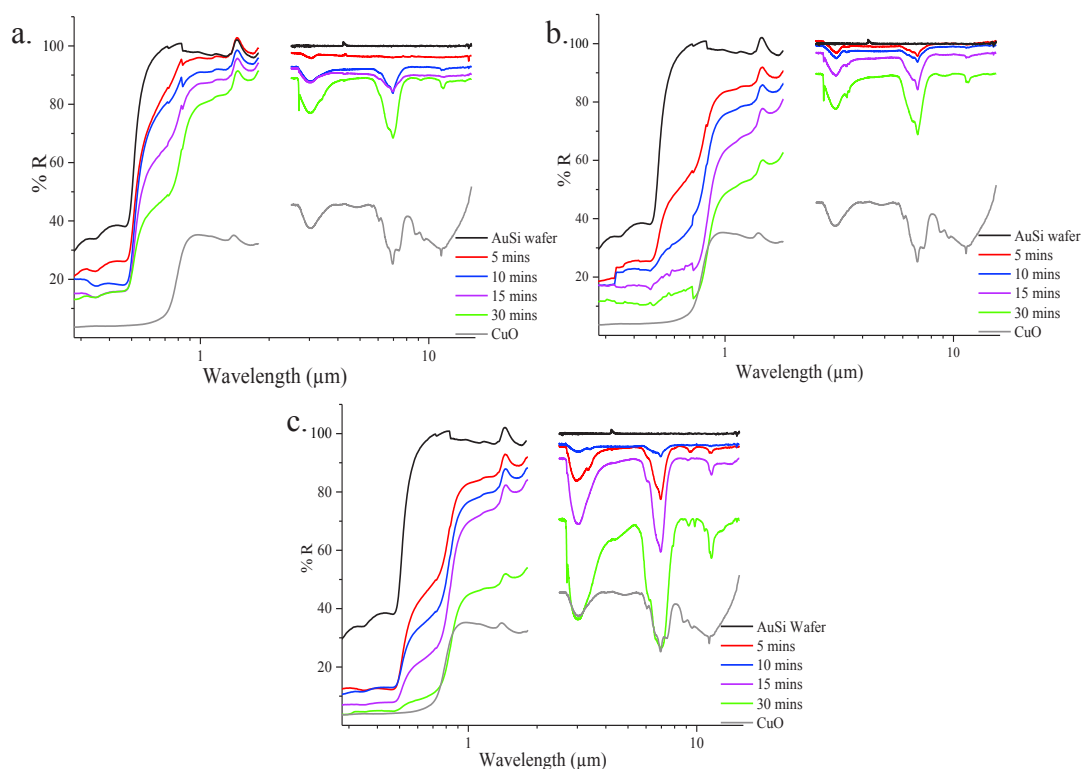 a.
100
80
60
40
20
% R
1
10
Wavelength (µm)
AuSi wafer
5 mins
10 mins
15 mins
30 mins
CuO
b.
100
80
60
40
20
% R
1
10
Wavelength (µm)
AuSi wafer
5 mins
10 mins
15 mins
30 mins
CuO
c.
100
80
60
40
20
% R
1
10
Wavelength (µm)
AuSi Wafer
5 mins
10 mins
15 mins
30 mins
CuO